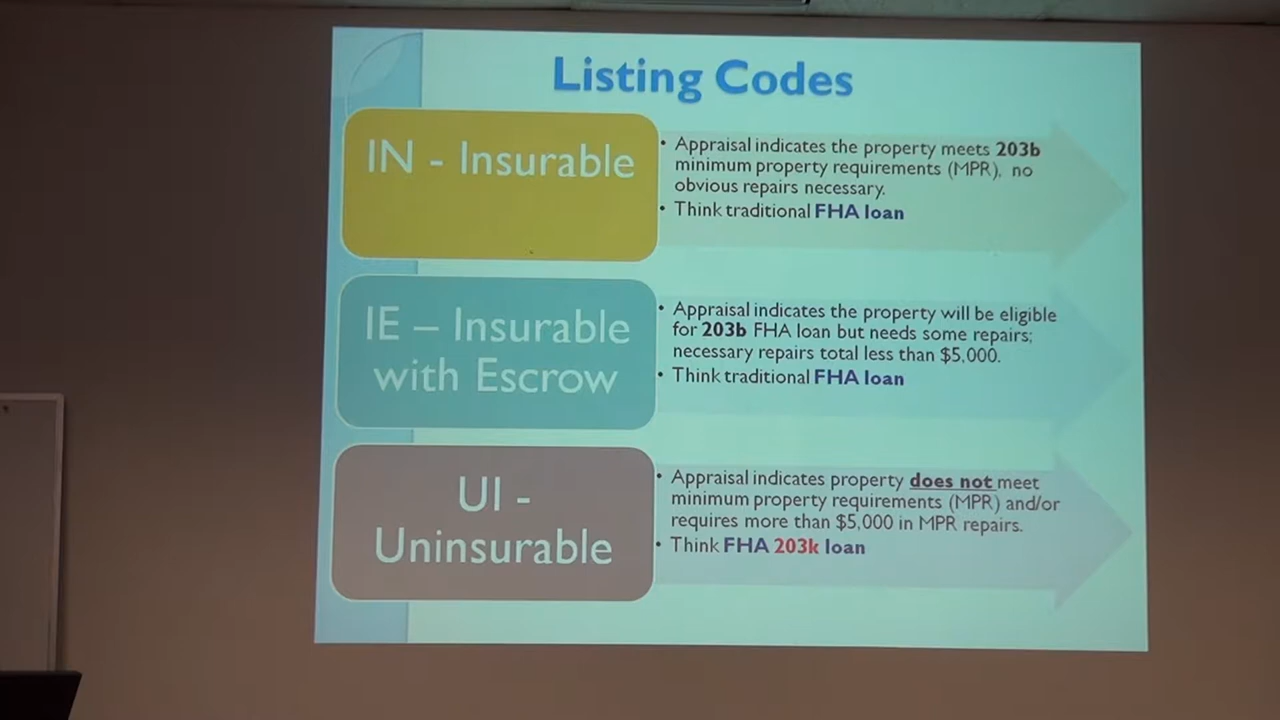 Listing Codes
IN - Insurable
• Appraisal indicates the property meets 203b
minimum property requirements (MPR), no
obvious repairs necessary.
• Think traditional FHA loan
IE – Insurable
with Escrow
• Appraisal indicates the property will be eligible
for 203b FHA loan but needs some repairs;
necessary repairs total less than $5,000.
• Think traditional FHA loan
UI -
Uninsurable
• Appraisal indicates property does not meet
minimum property requirements (MPR) and/or
requires more than $5,000 in MPR repairs.
• Think FHA 203k loan